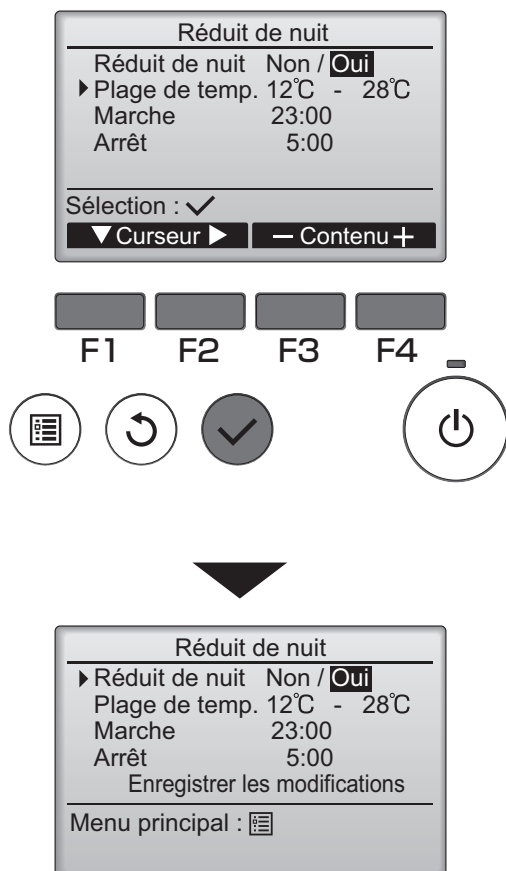 Réduit de nuit
Réduit de nuit Non / Oui
Plage de temp. 12℃ - 28℃
Marche 23:00
Arrêt 5:00
Sélection : ✓
▼ Curseur ▶ — Contenu +
F1 F2 F3 F4
Réduit de nuit
Réduit de nuit Non / Oui
Plage de temp. 12℃ - 28℃
Marche 23:00
Arrêt 5:00
Enregistrer les modifications
Menu principal :